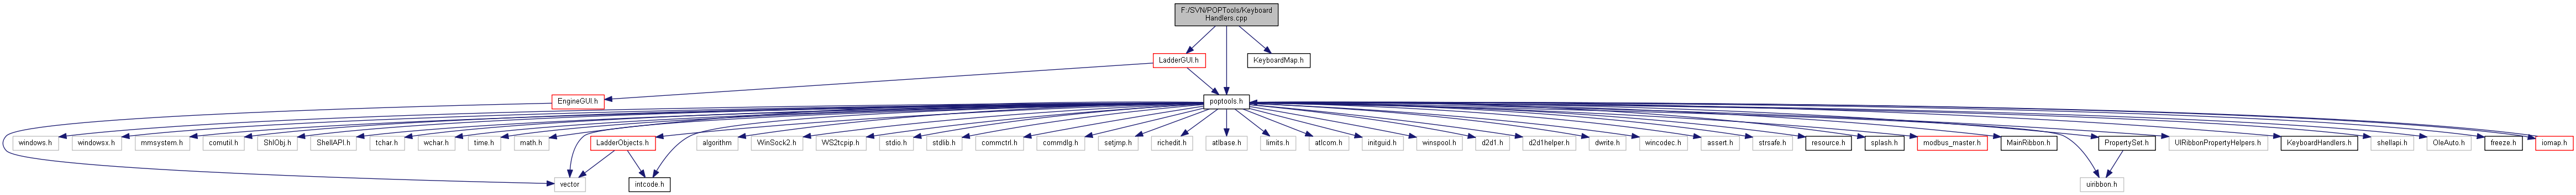 F:/SVN/POPTools/Keyboard
Handlers.cpp
LadderGUI.h
KeyboardMap.h
EngineGUI.h
poptools.h
windows.h
windowsx.h
mmsystem.h
comutil.h
ShlObj.h
ShellAPI.h
tchar.h
wchar.h
time.h
math.h
LadderObjects.h
algorithm
WinSock2.h
WS2tcpip.h
stdio.h
stdlib.h
commctrl.h
commdlg.h
setjmp.h
richedit.h
atlbase.h
limits.h
atlcom.h
initguid.h
winspool.h
d2d1.h
d2d1helper.h
dwrite.h
wincodec.h
assert.h
strsafe.h
resource.h
splash.h
modbus_master.h
MainRibbon.h
PropertySet.h
UIRibbonPropertyHelpers.h
KeyboardHandlers.h
shellapi.h
OleAuto.h
freeze.h
iomap.h
vector
intcode.h
uiribbon.h